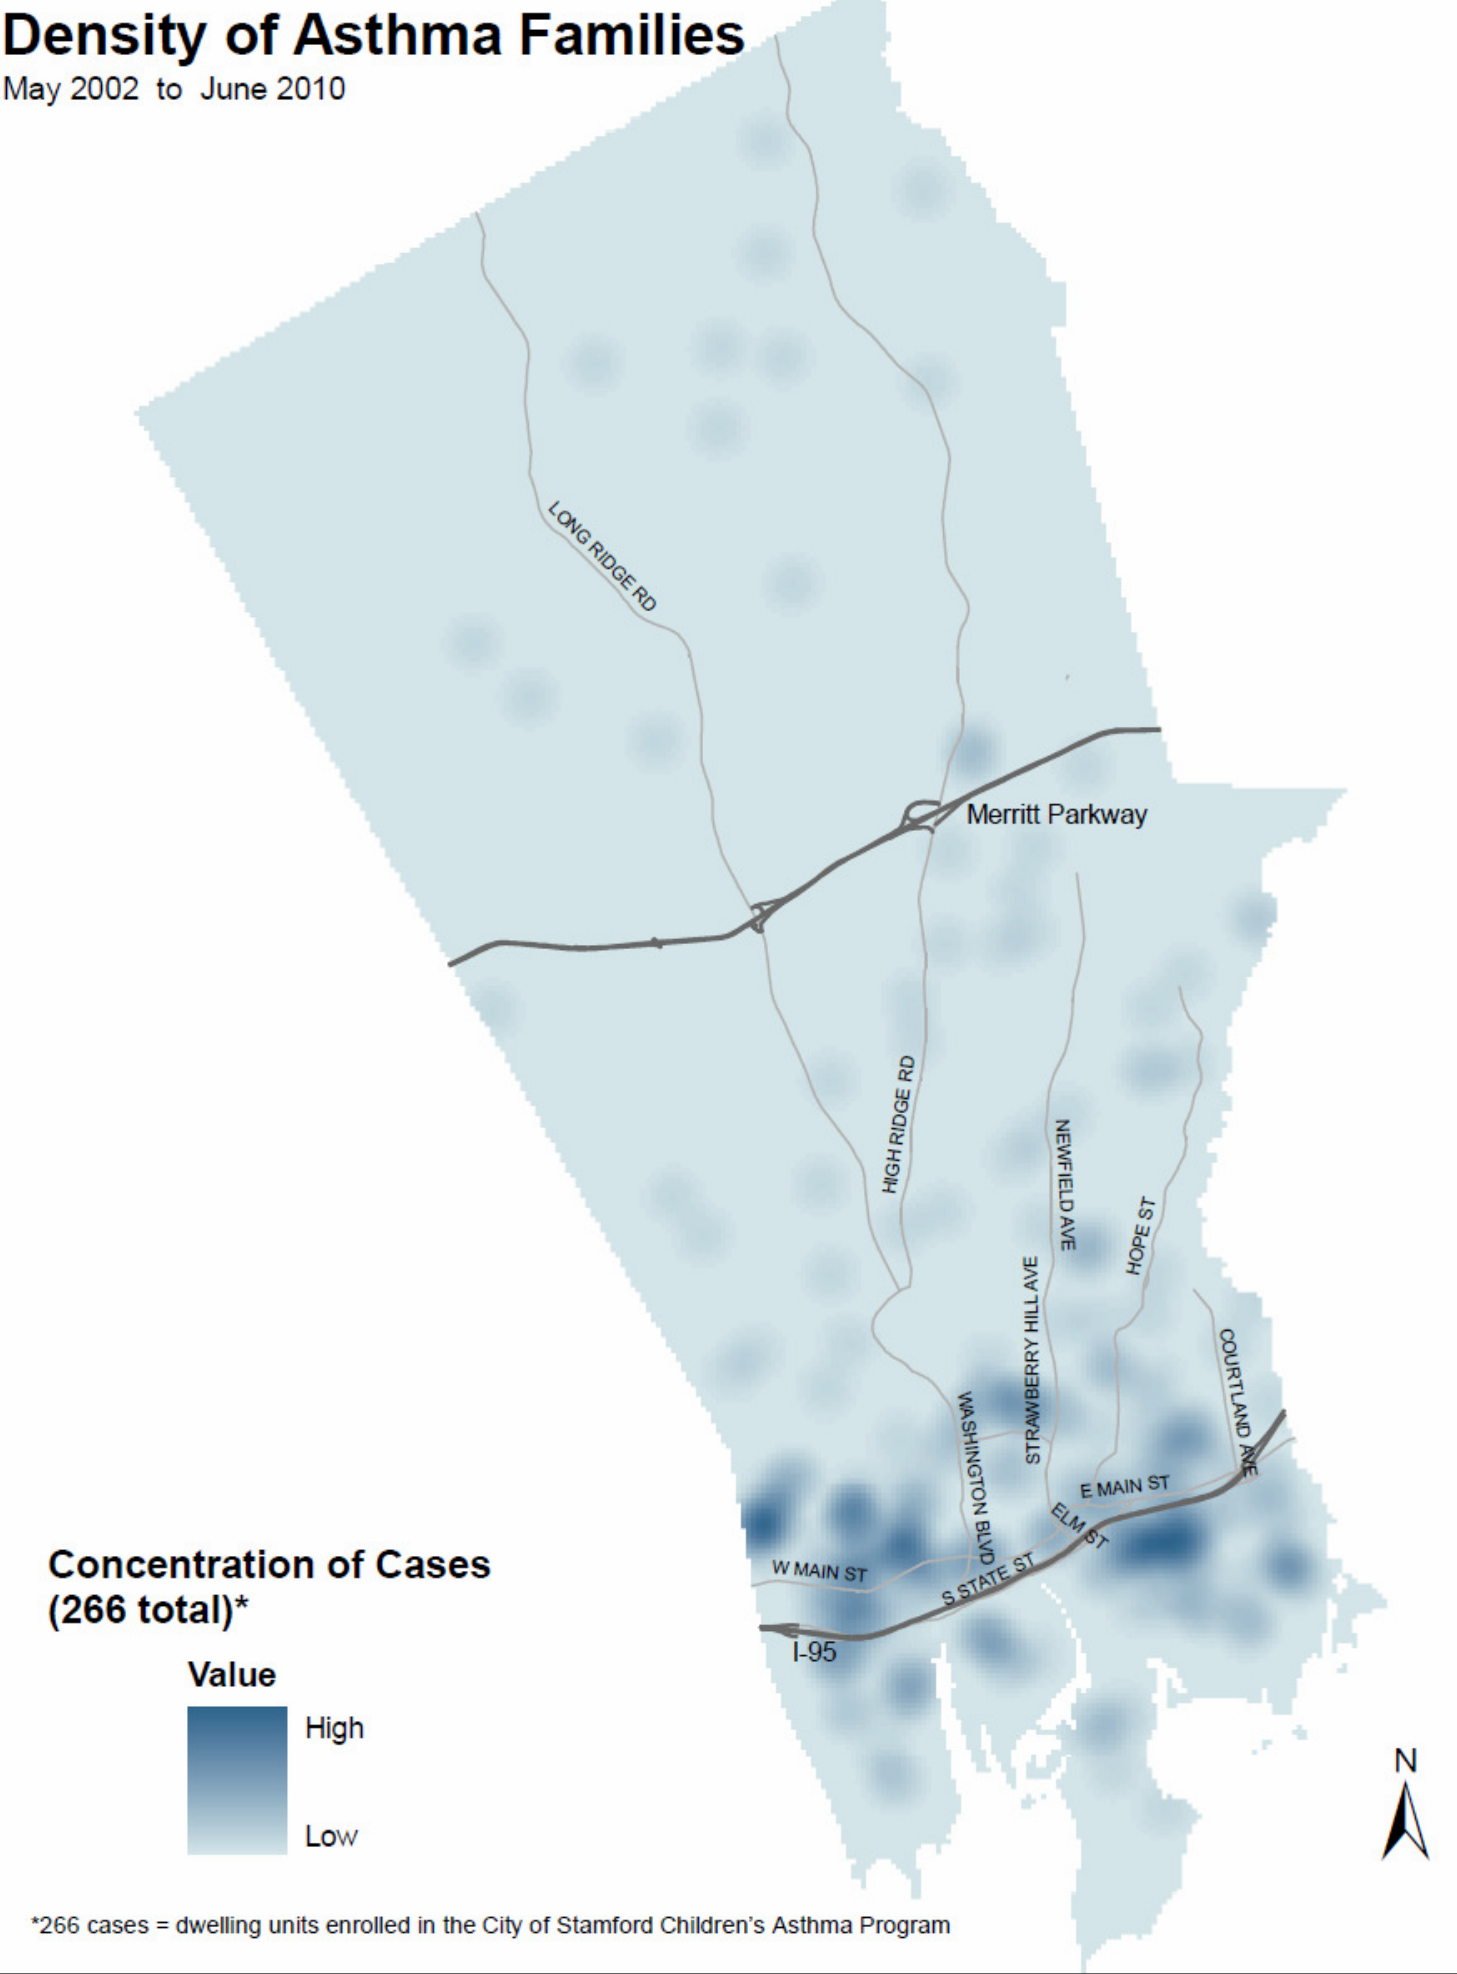 Density of Asthma Families
May 2002 to June 2010
LONG RIDGE RD
Merritt Parkway
HIGH RIDGE RD
NEWFIELD AVE
HOPE ST
STRAWBERRY HILL AVE
COURTLAND AVE
WASHINGTON BLVD
E MAIN ST
ELM ST
W MAIN ST
S STATE ST
I-95
Concentration of Cases
(266 total)*
Value
High
Low
N
*266 cases = dwelling units enrolled in the City of Stamford Children's Asthma Program